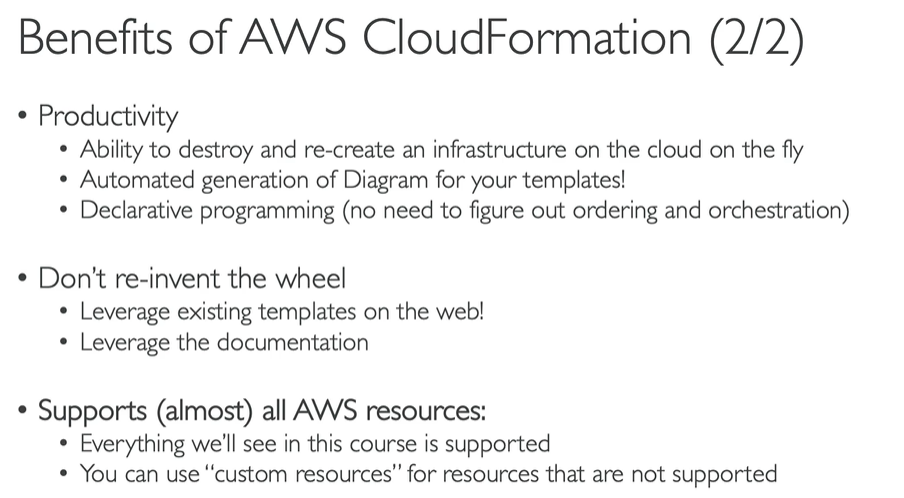 Benefits of AWS CloudFormation (2/2)
• Productivity
• Ability to destroy and re-create an infrastructure on the cloud on the fly
• Automated generation of Diagram for your templates!
• Declarative programming (no need to figure out ordering and orchestration)
• Don't re-invent the wheel
• Leverage existing templates on the web!
• Leverage the documentation
• Supports (almost) all AWS resources:
• Everything we'll see in this course is supported
• You can use "custom resources" for resources that are not supported